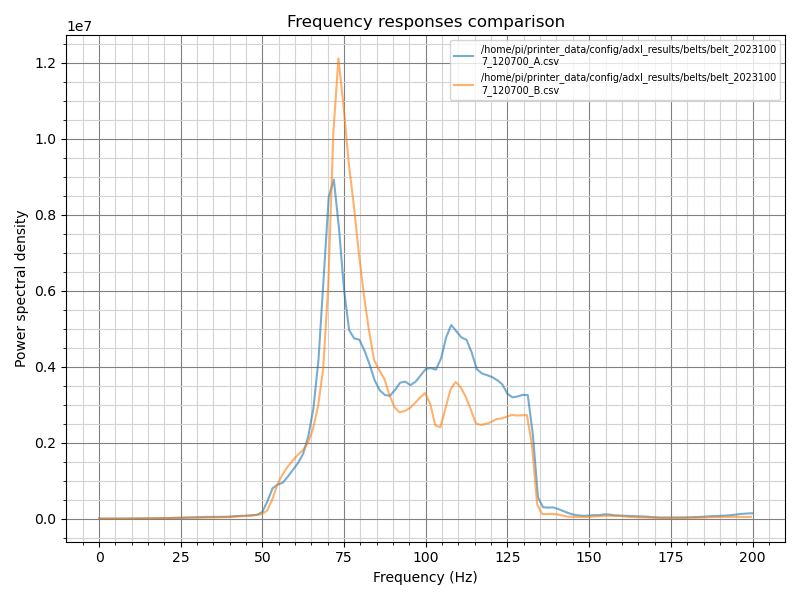 Frequency responses comparison
1e7
/home/pi/printer_data/config/adxl_results/belts/belt_2023100
7_120700_A.csv
/home/pi/printer_data/config/adxl_results/belts/belt_2023100
7_120700_B.csv
1.2
1.0
0.8
0.6
0.4
0.2
0.0
Power spectral density
0 25 50 75 100 125 150 175 200
Frequency (Hz)